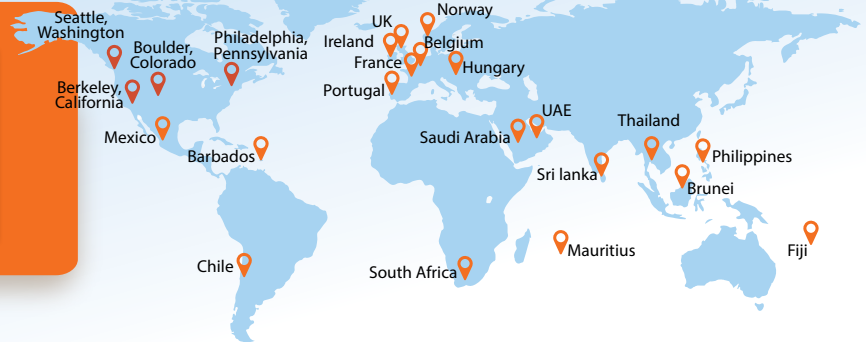 Seattle,
Washington
Boulder,
Colorado
Philadelphia,
Pennsylvania
Berkeley,
California
Mexico
Barbados
Chile
UK
Norway
Ireland
Belgium
France
Hungary
Portugal
UAE
Saudi Arabia
Thailand
Sri lanka
Philippines
Brunei
South Africa
Mauritius
Fiji